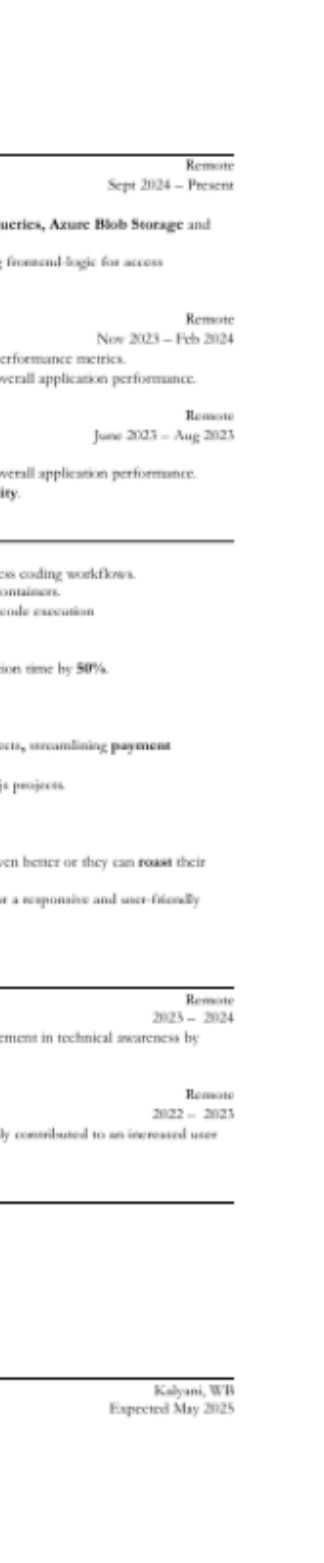 Remote
Sept 2024 – Present
ueries, Azure Blob Storage and
g frontend-logic for access
Remote
Nov 2023 – Feb 2024
erformance metrics.
verall application performance.
Remote
June 2023 – Aug 2023
verall application performance.
ity.
ess coding workflows.
ontainers.
code execution
ion time by 50%.
ects, streamlining payment
js projects.
ven better or they can roast their
or a responsive and user-friendly
Remote
2023 – 2024
ement in technical awareness by
Remote
2022 – 2023
ly contributed to an increased user
Kalyani, WB
Expected May 2025